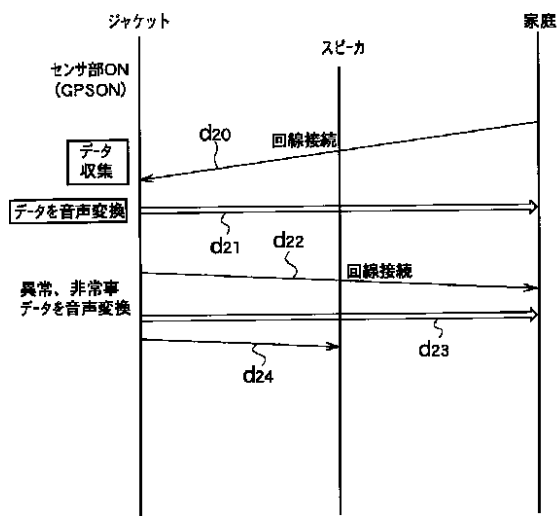 ジャケット
スピーカ
家庭
センサ部ON
(GPSON)
d20
回線接続
データ
収集
データを音声変換
d21
d22
回線接続
異常、非常事
データを音声変換
d23
d24